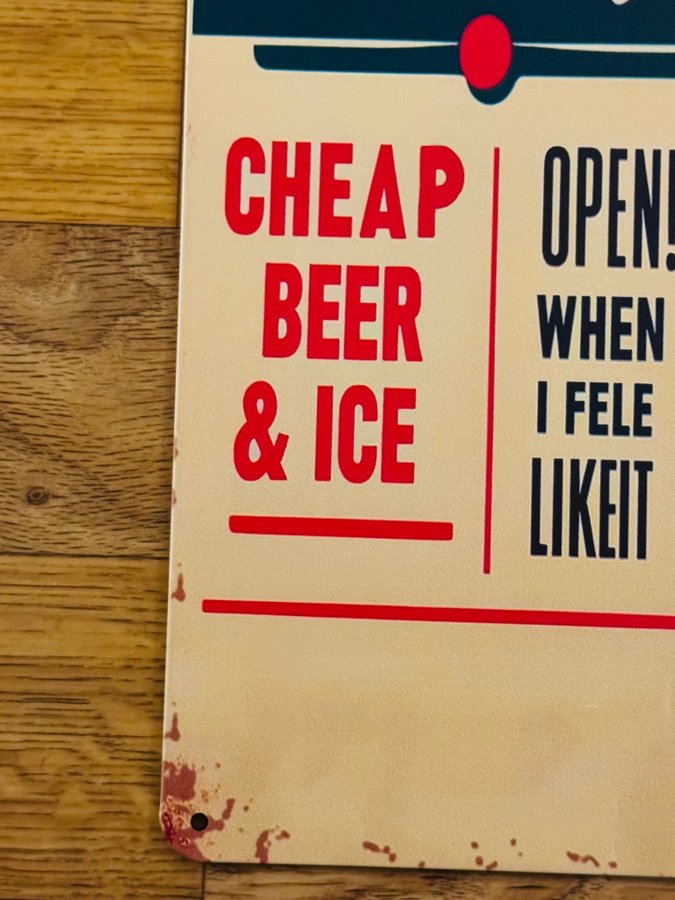 CHEAP
BEER
& ICE
OPEN!
WHEN
I FELE
LIKEIT